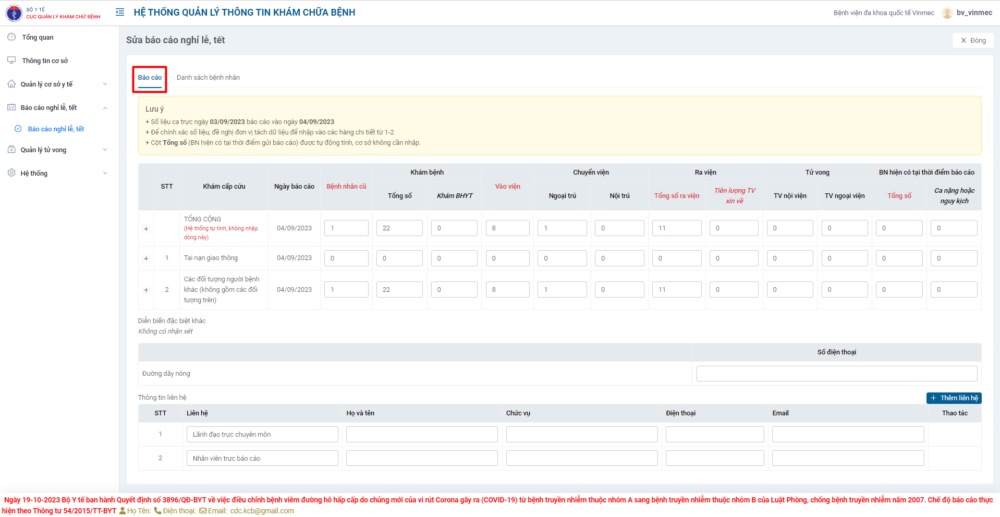 BỘ Y TẾ
CỤC QUẢN LÝ KHÁM CHỮ BỆNH
HỆ THỐNG QUẢN LÝ THÔNG TIN KHÁM CHỮA BỆNH
Bệnh viện đa khoa quốc tế Vinmec
bv_vinmec
Tổng quan
Thông tin cơ sở
Quản lý cơ sở y tế
Báo cáo nghỉ lễ, tết
Báo cáo nghỉ lễ, tết
Quản lý tử vong
Hệ thống
Sửa báo cáo nghỉ lễ, tết
X Đóng
Báo cáo
Danh sách bệnh nhân
Lưu ý
+ Số liệu ca trực ngày 03/09/2023 báo cáo vào ngày 04/09/2023
+ Để chính xác số liệu, đề nghị đơn vị tách dữ liệu để nhập vào các hàng chi tiết từ 1-2
+ Cột Tổng số (BN hiện có tại thời điểm gửi báo cáo) được tự động tính, cơ sở không cần nhập.
STT Khám cấp cứu Ngày báo cáo Bệnh nhân cũ Khám bệnh Vào viện Chuyển viện Ra viện Tử vong BN hiện có tại thời điểm báo cáo
Tổng số Khám BHYT Ngoại trú Nội trú Tổng số ra viện Tiên lượng TV xin về TV nội viện TV ngoại viện Tổng số Ca nặng hoặc nguy kịch
+ TỔNG CỘNG
(Hệ thống tự tính, không nhập
dòng này)
04/09/2023 1 22 0 8 1 0 11 0 0 0 0 0
+ 1 Tai nạn giao thông 04/09/2023 0 0 0 0 0 0 0 0 0 0 0 0
+ 2 Các đối tượng người bệnh
khác (không gồm các đối
tượng trên)
04/09/2023 1 22 0 8 1 0 11 0 0 0 0 0
Diễn biến đặc biệt khác
Không có nhận xét
Số điện thoại
Đường dây nóng
Thông tin liên hệ
+ Thêm liên hệ
STT Liên hệ Họ và tên Chức vụ Điện thoại Email Thao tác
1 Lãnh đạo trực chuyên môn
2 Nhân viên trực báo cáo
Ngày 19-10-2023 Bộ Y tế ban hành Quyết định số 3896/QĐ-BYT về việc điều chỉnh bệnh viêm đường hô hấp cấp do chủng mới của vi rút Corona gây ra (COVID-19) từ bệnh truyền nhiễm thuộc nhóm A sang bệnh truyền nhiễm thuộc nhóm B của Luật Phòng, chống bệnh truyền nhiễm năm 2007. Chế độ báo cáo thực
hiện theo Thông tư 54/2015/TT-BYT Họ Tên: Điện thoại: Email: cdc.kcb@gmail.com